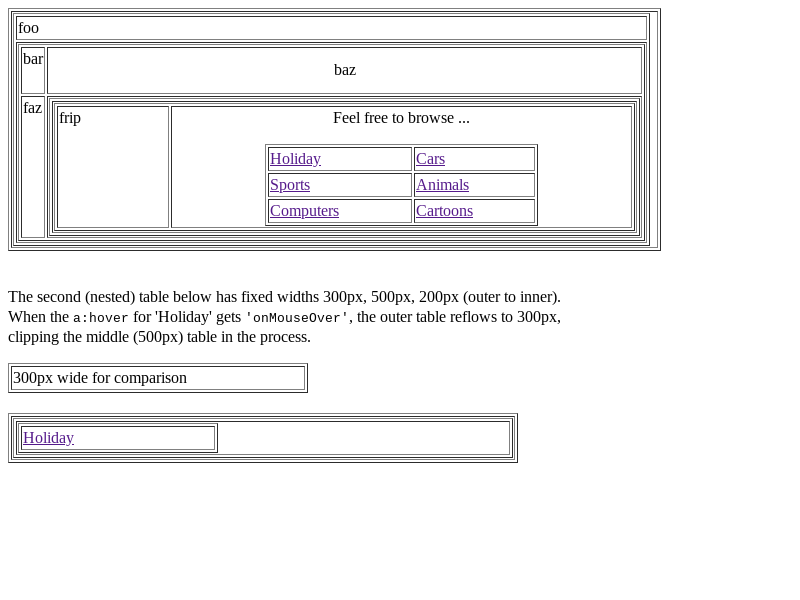 foo
bar
baz
faz
frip
Feel free to browse ...
Holiday
Cars
Sports
Animals
Computers
Cartoons
The second (nested) table below has fixed widths 300px, 500px, 200px (outer to inner).
When the a:hover for 'Holiday' gets 'onMouseOver', the outer table reflows to 300px,
clipping the middle (500px) table in the process.
300px wide for comparison
Holiday